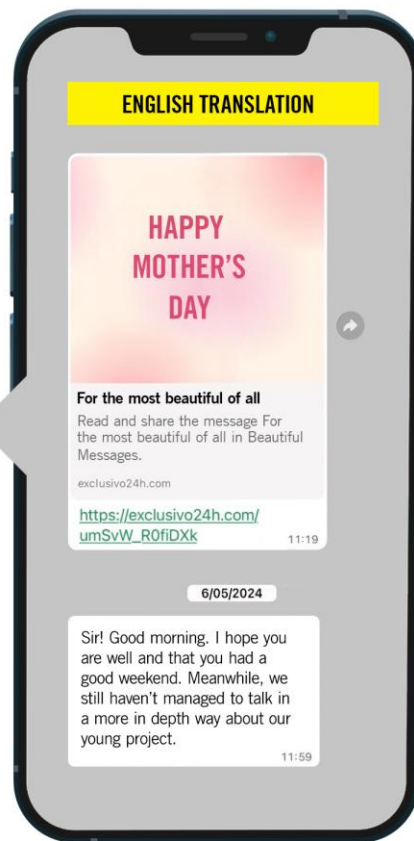 ENGLISH TRANSLATION
HAPPY
MOTHER'S
DAY
For the most beautiful of all
Read and share the message For
the most beautiful of all in Beautiful
Messages.
exclusivo24h.com
https://exclusivo24h.com/
umSvW_R0fiDXk
11:19
6/05/2024
Sir! Good morning. I hope you
are well and that you had a
good weekend. Meanwhile, we
still haven't managed to talk in
a more in depth way about our
young project.
11:59